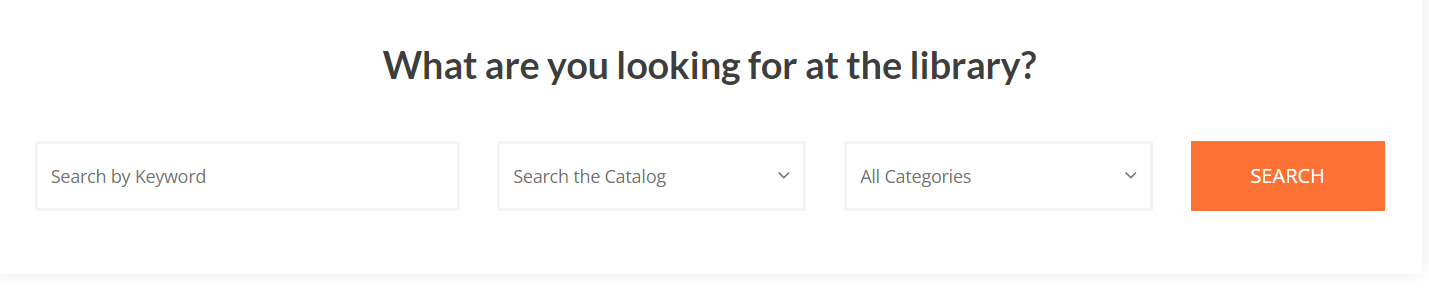 What are you looking for at the library?
Search by Keyword
Search the Catalog
All Categories
SEARCH